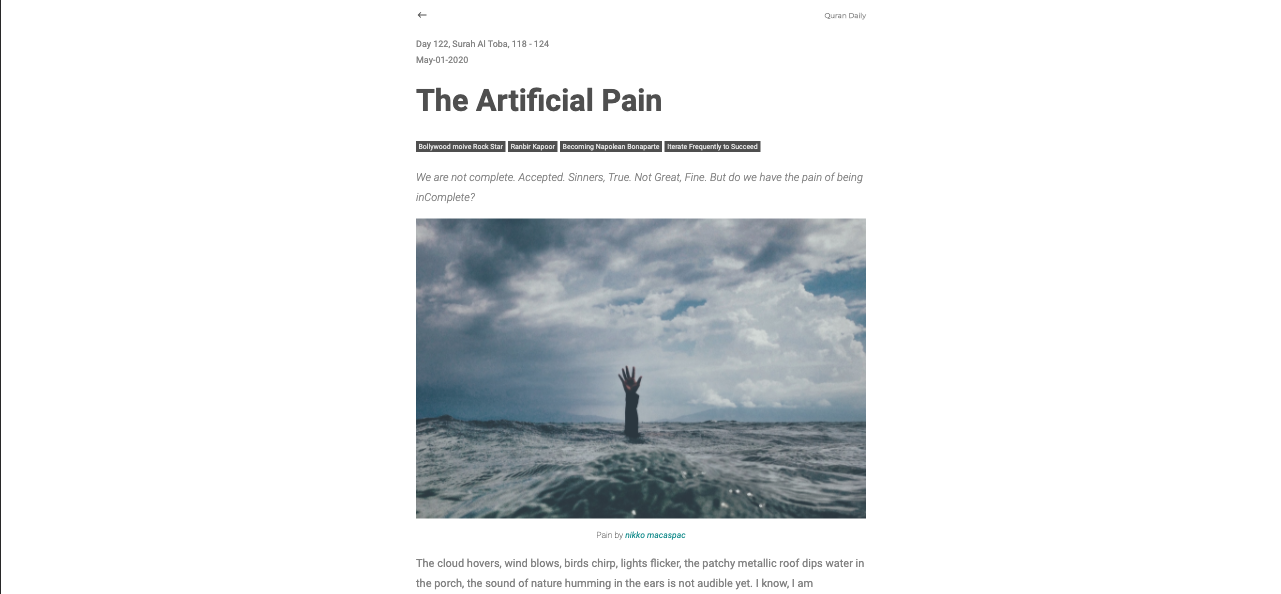 Quran Daily
Day 122, Surah Al Toba, 118 - 124
May-01-2020
The Artificial Pain
Bollywood moive Rock Star Ranbir Kapoor Becoming Napolean Bonaparte Iterate Frequently to Succeed
We are not complete. Accepted. Sinners, True. Not Great, Fine. But do we have the pain of being
inComplete?
Pain by nikko macaspac
The cloud hovers, wind blows, birds chirp, lights flicker, the patchy metallic roof dips water in
the porch, the sound of nature humming in the ears is not audible yet. I know, I am